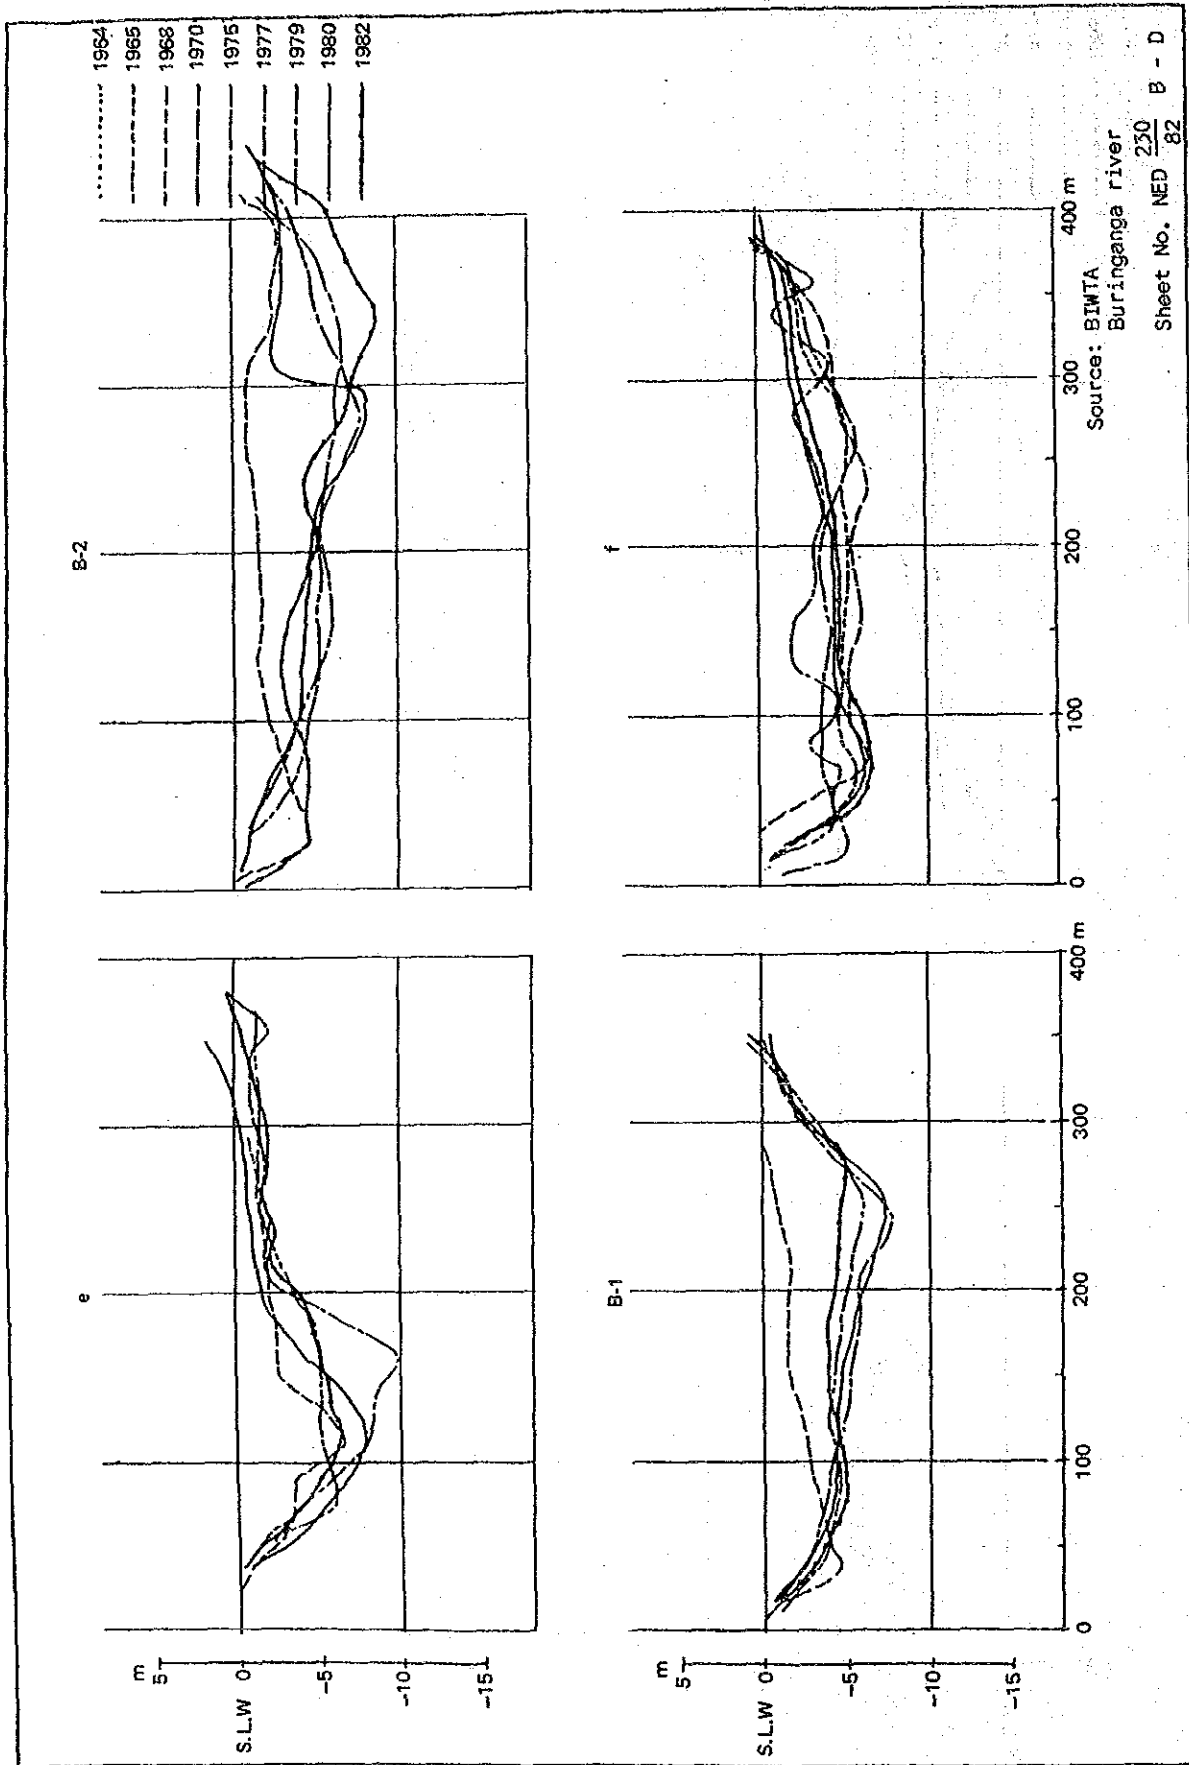 1964
1965
1968
1970
1975
1977
1979
1980
1982
e
B-2
m
5
S.L.W 0
-5
-10
-15
B-1
f
m
5
S.L.W 0
-5
-10
-15
0 100 200 300 400 m
0 100 200 300 400 m
Source: BIWTA
Buringanga river
Sheet No. NED 230/82 B - D